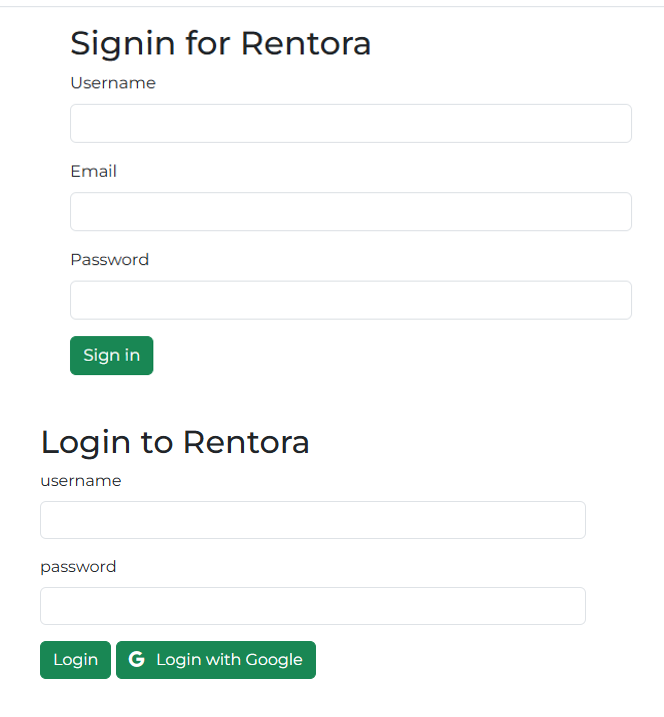 Signin for Rentora
Username
Email
Password
Sign in
Login to Rentora
username
password
Login
Login with Google